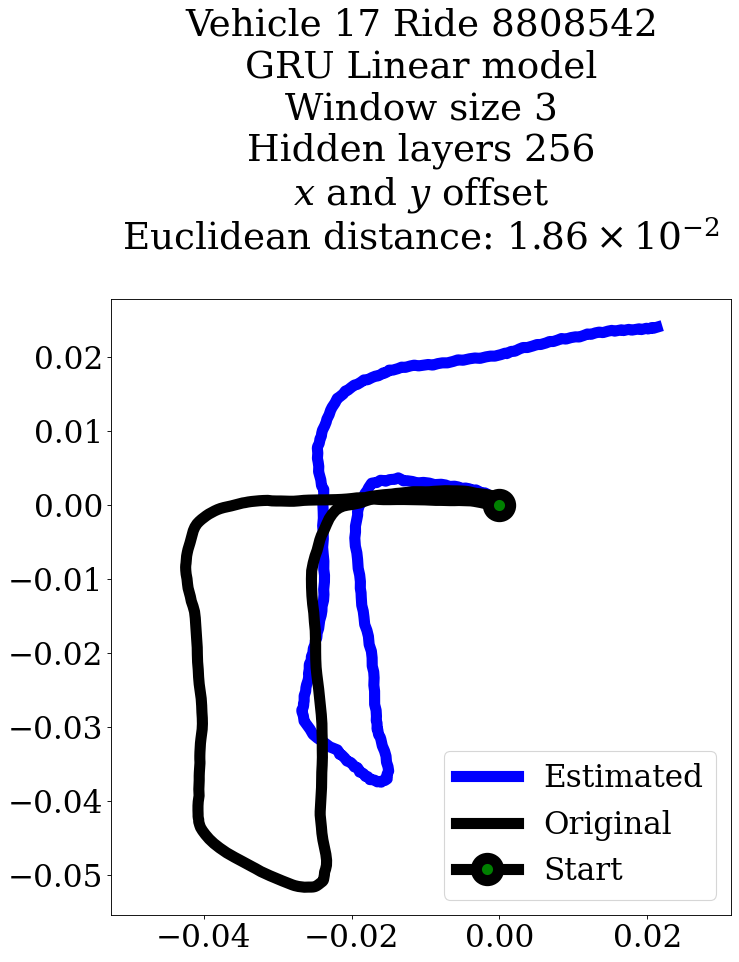 Vehicle 17 Ride 8808542
GRU Linear model
Window size 3
Hidden layers 256
x and y offset
Euclidean distance: 1.86 × 10⁻²
0.02
0.01
0.00
−0.01
−0.02
−0.03
−0.04
−0.05
Estimated
Original
Start
−0.04 −0.02 0.00 0.02